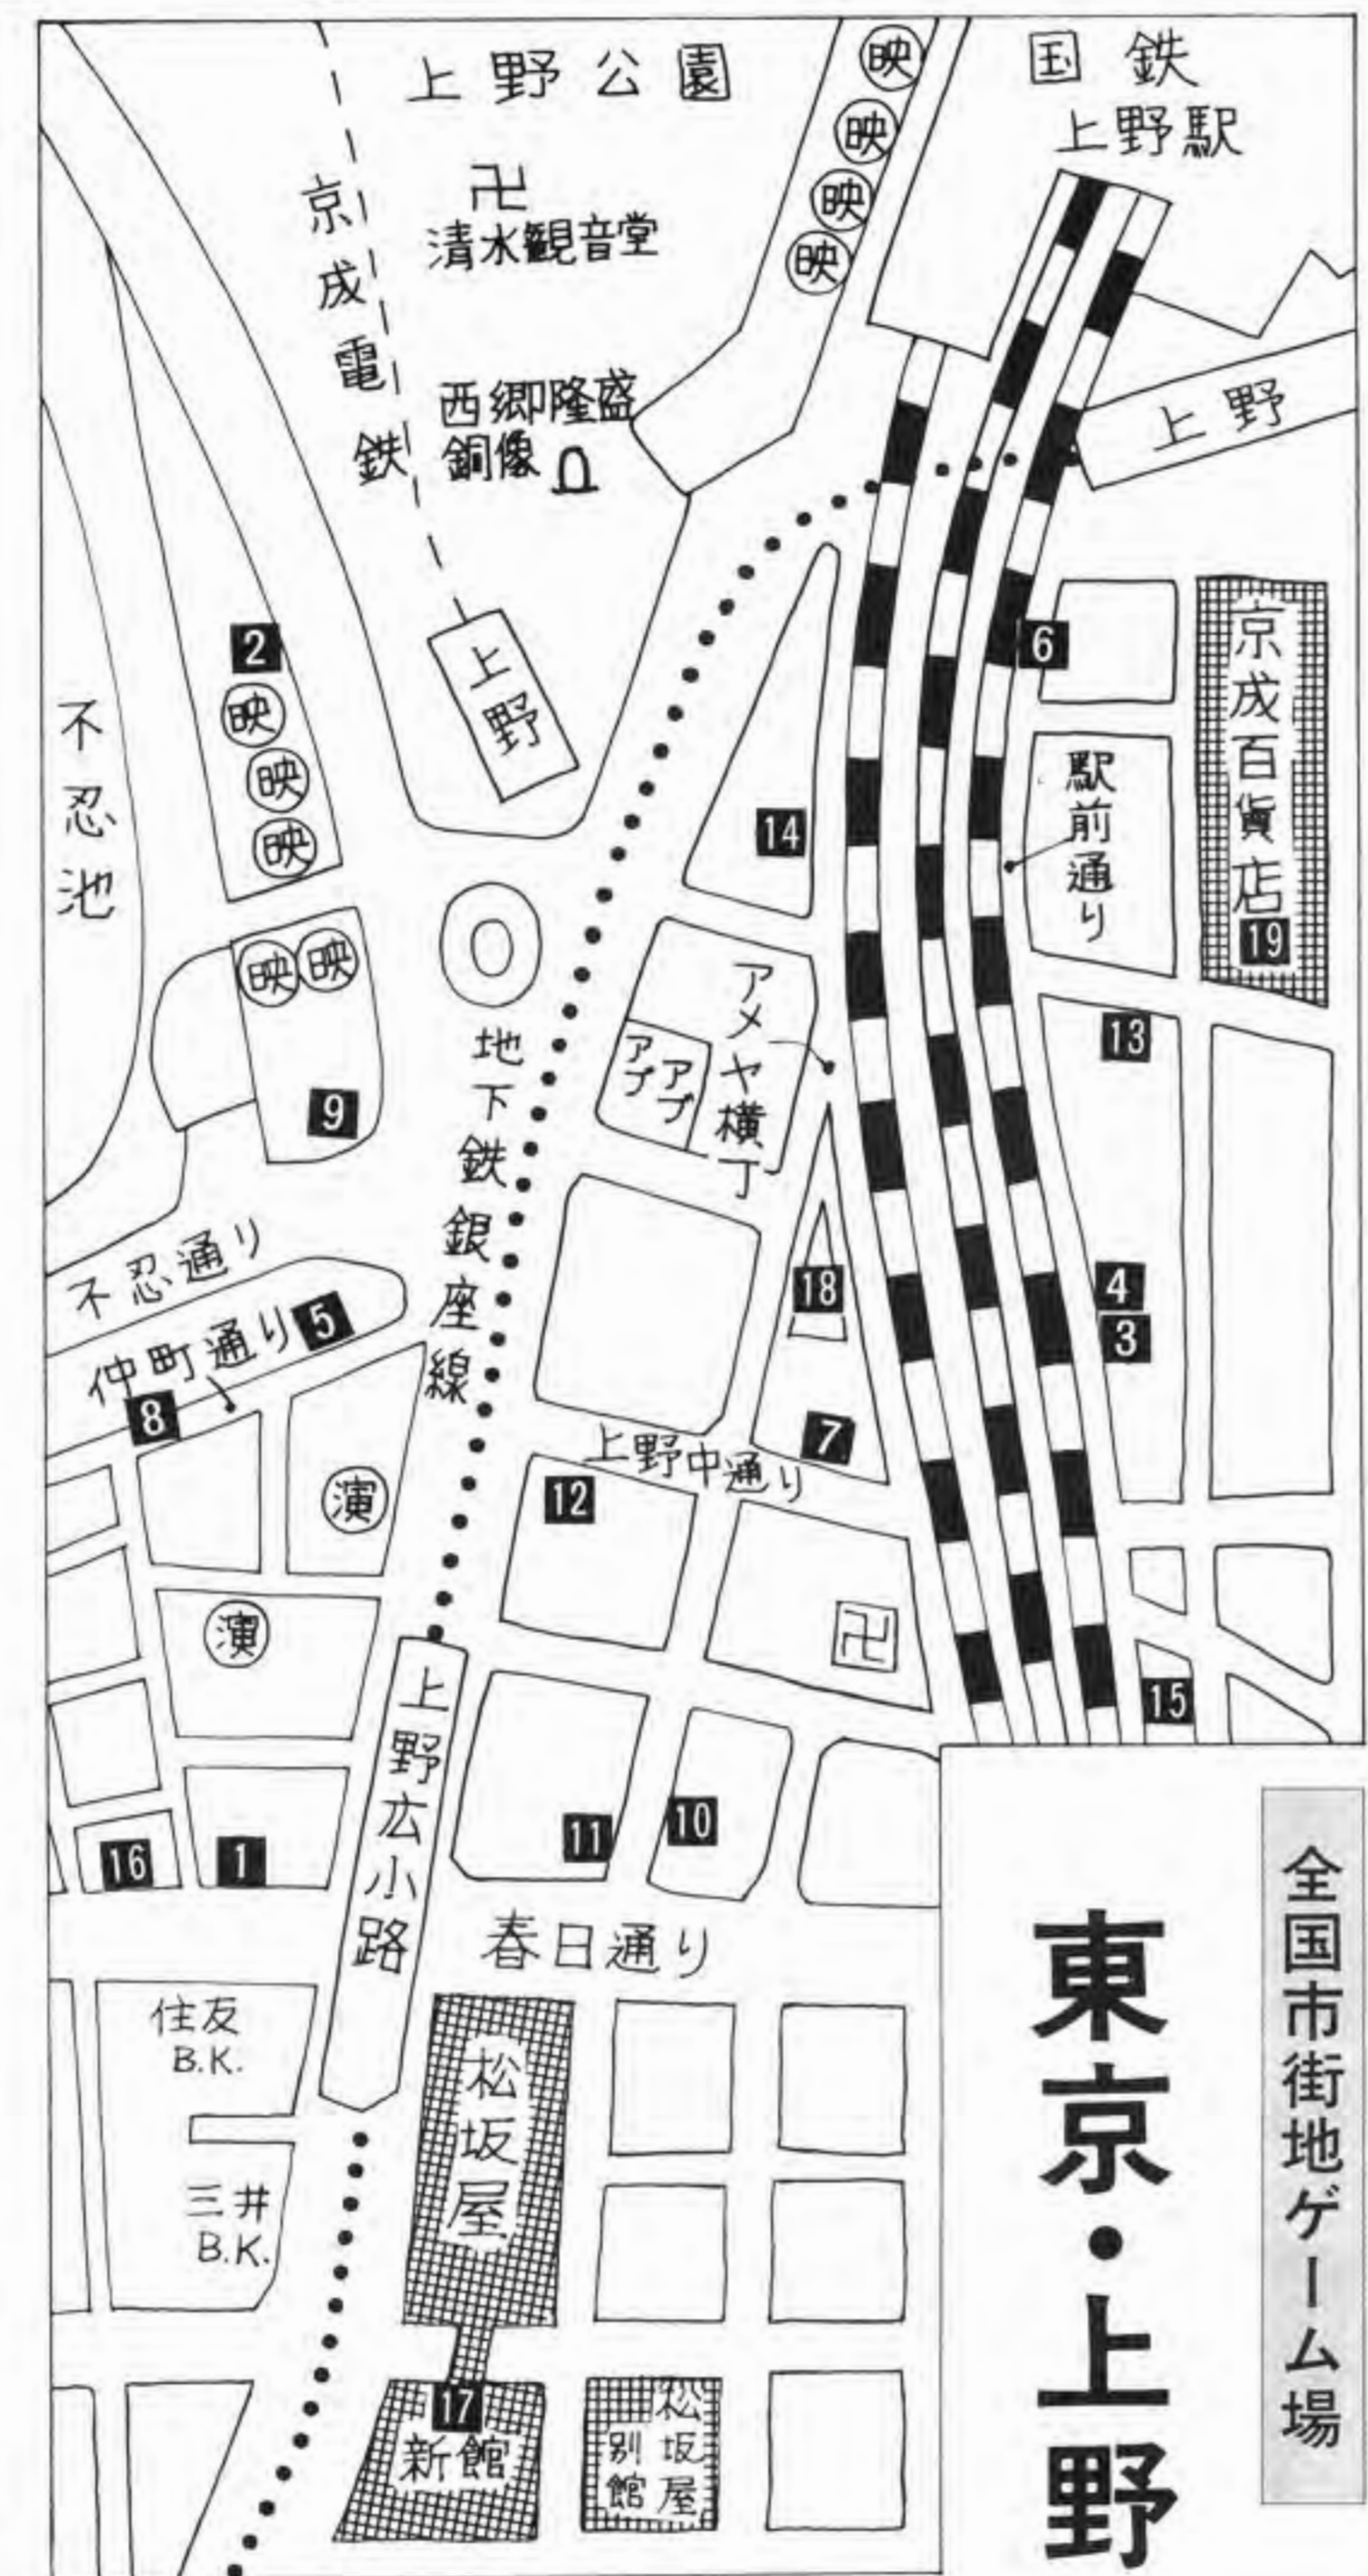 上野公園
国鉄
上野駅
映
映
映
映
京成電鉄
卍
清水観音堂
西郷隆盛
銅像
上野
上野
2
映
映
映
不忍池
6
京成百貨店
19
駅前通り
14
映
映
9
アメヤ横丁
アブ
アブ
13
地下鉄銀座線
不忍通り
仲町通り
5
8
18
4
3
7
上野中通り
12
演
演
卍
15
上野広小路
11
10
16
1
春日通り
住友
B.K.
三井
B.K.
松坂屋
17
新館
松坂屋
別館
全国市街地ゲーム場
東京・上野